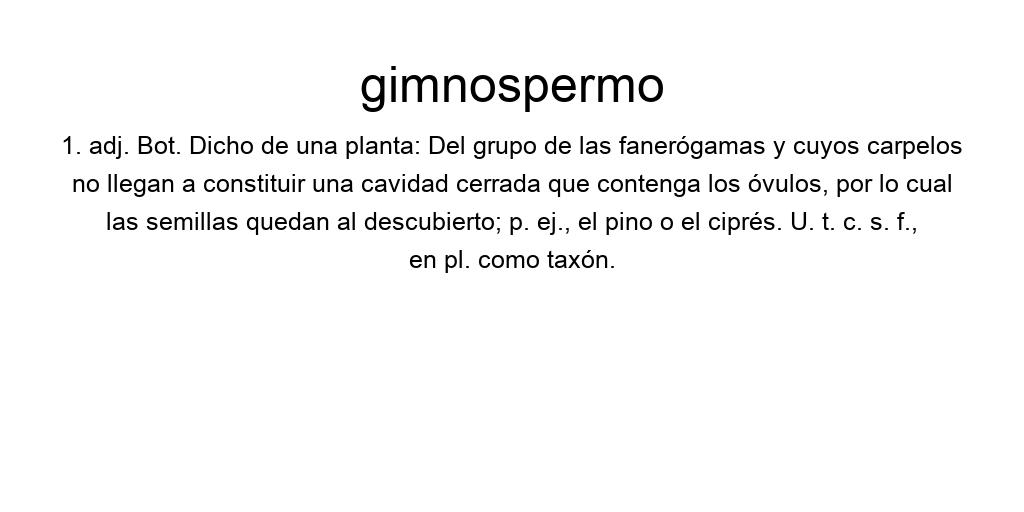 gimnospermo
1. adj. Bot. Dicho de una planta: Del grupo de las fanerógamas y cuyos carpelos
no llegan a constituir una cavidad cerrada que contenga los óvulos, por lo cual
las semillas quedan al descubierto; p. ej., el pino o el ciprés. U. t. c. s. f.,
en pl. como taxón.